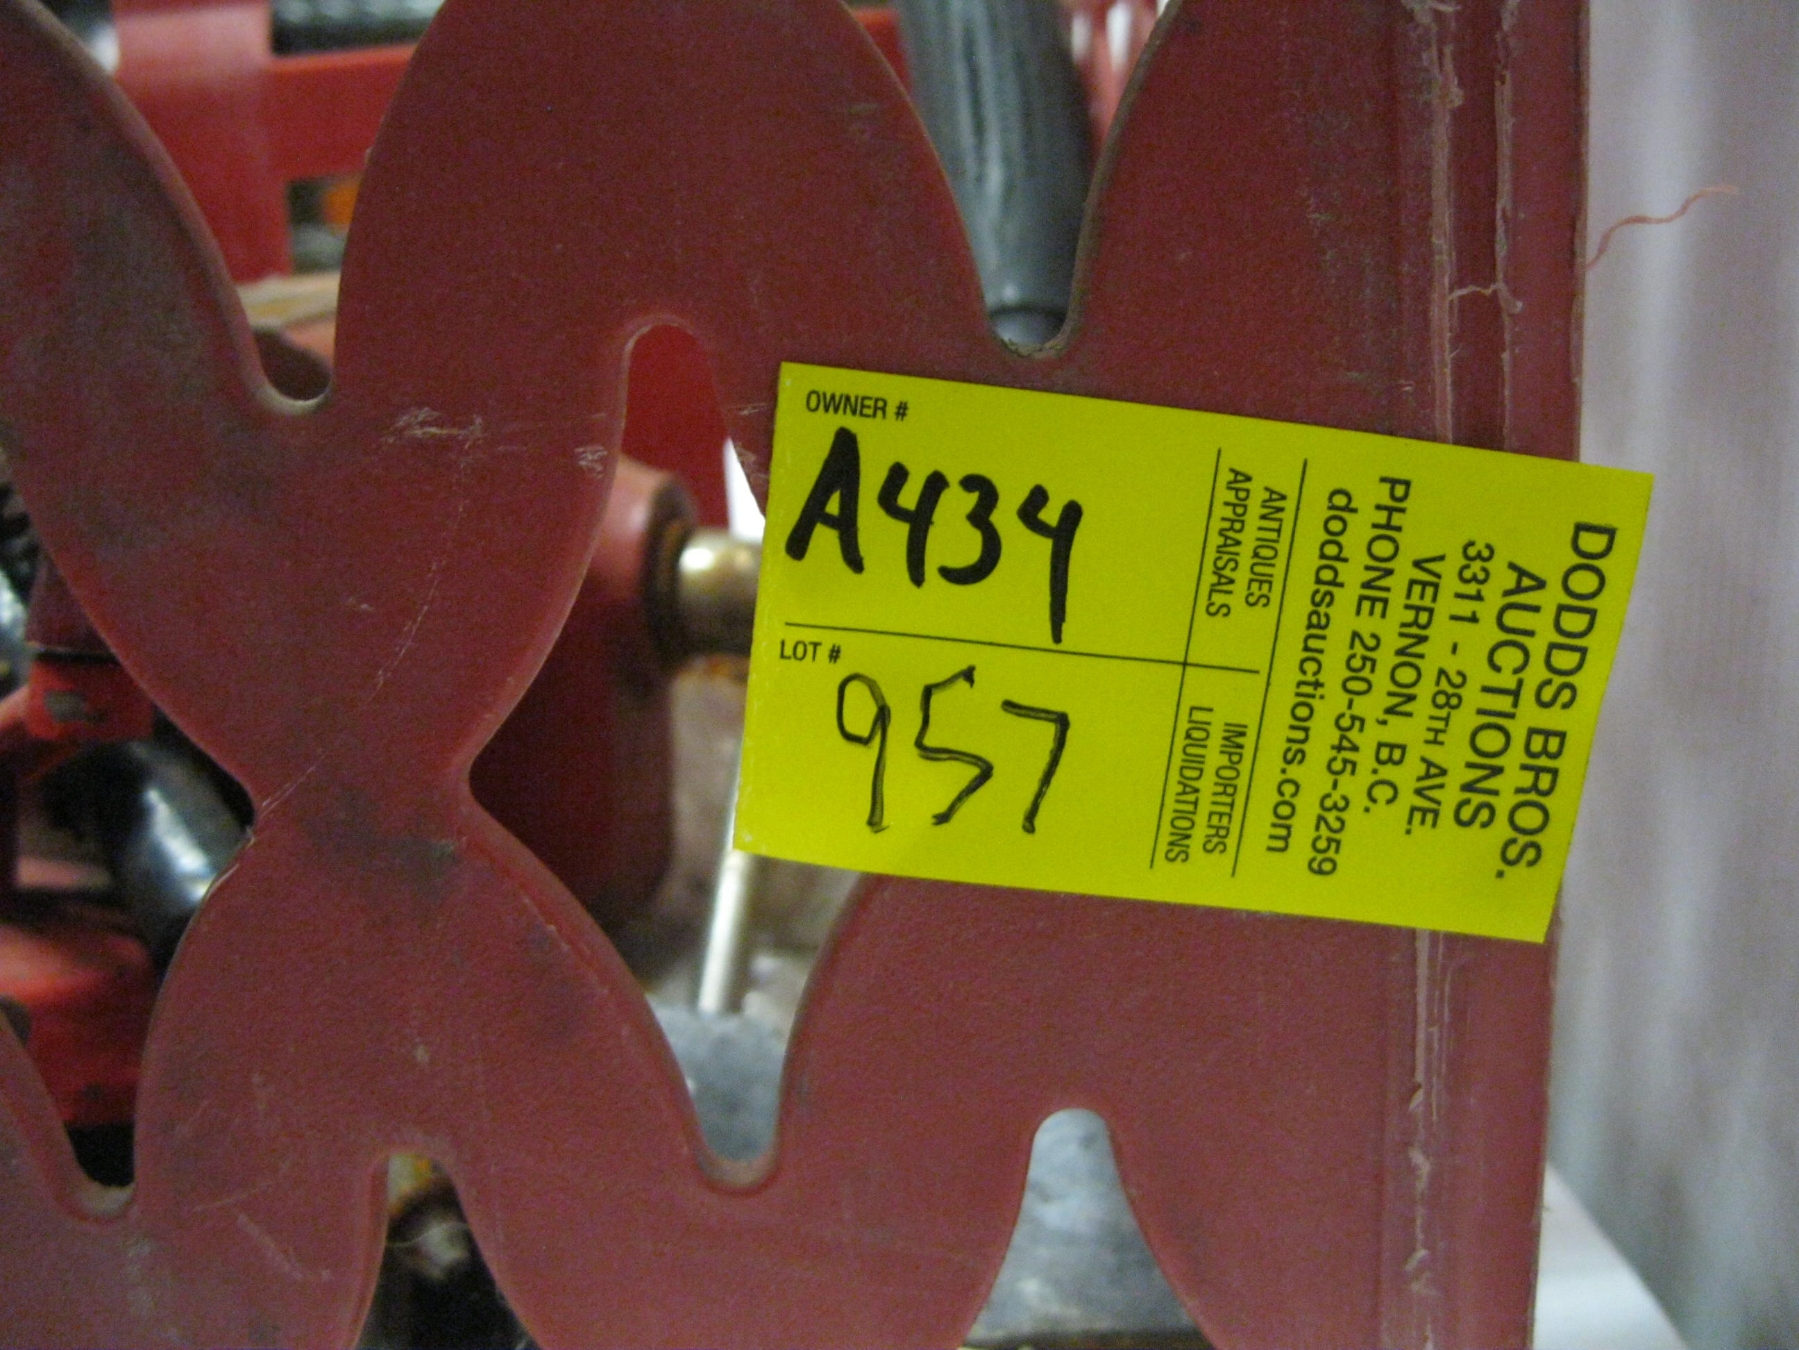 OWNER #
A434
LOT #
957
ANTIQUES
APPRAISALS
IMPORTERS
LIQUIDATIONS
DODDS BROS.
AUCTIONS
3311 - 28TH AVE.
VERNON, B.C.
PHONE 250-545-3259
doddsauctions.com